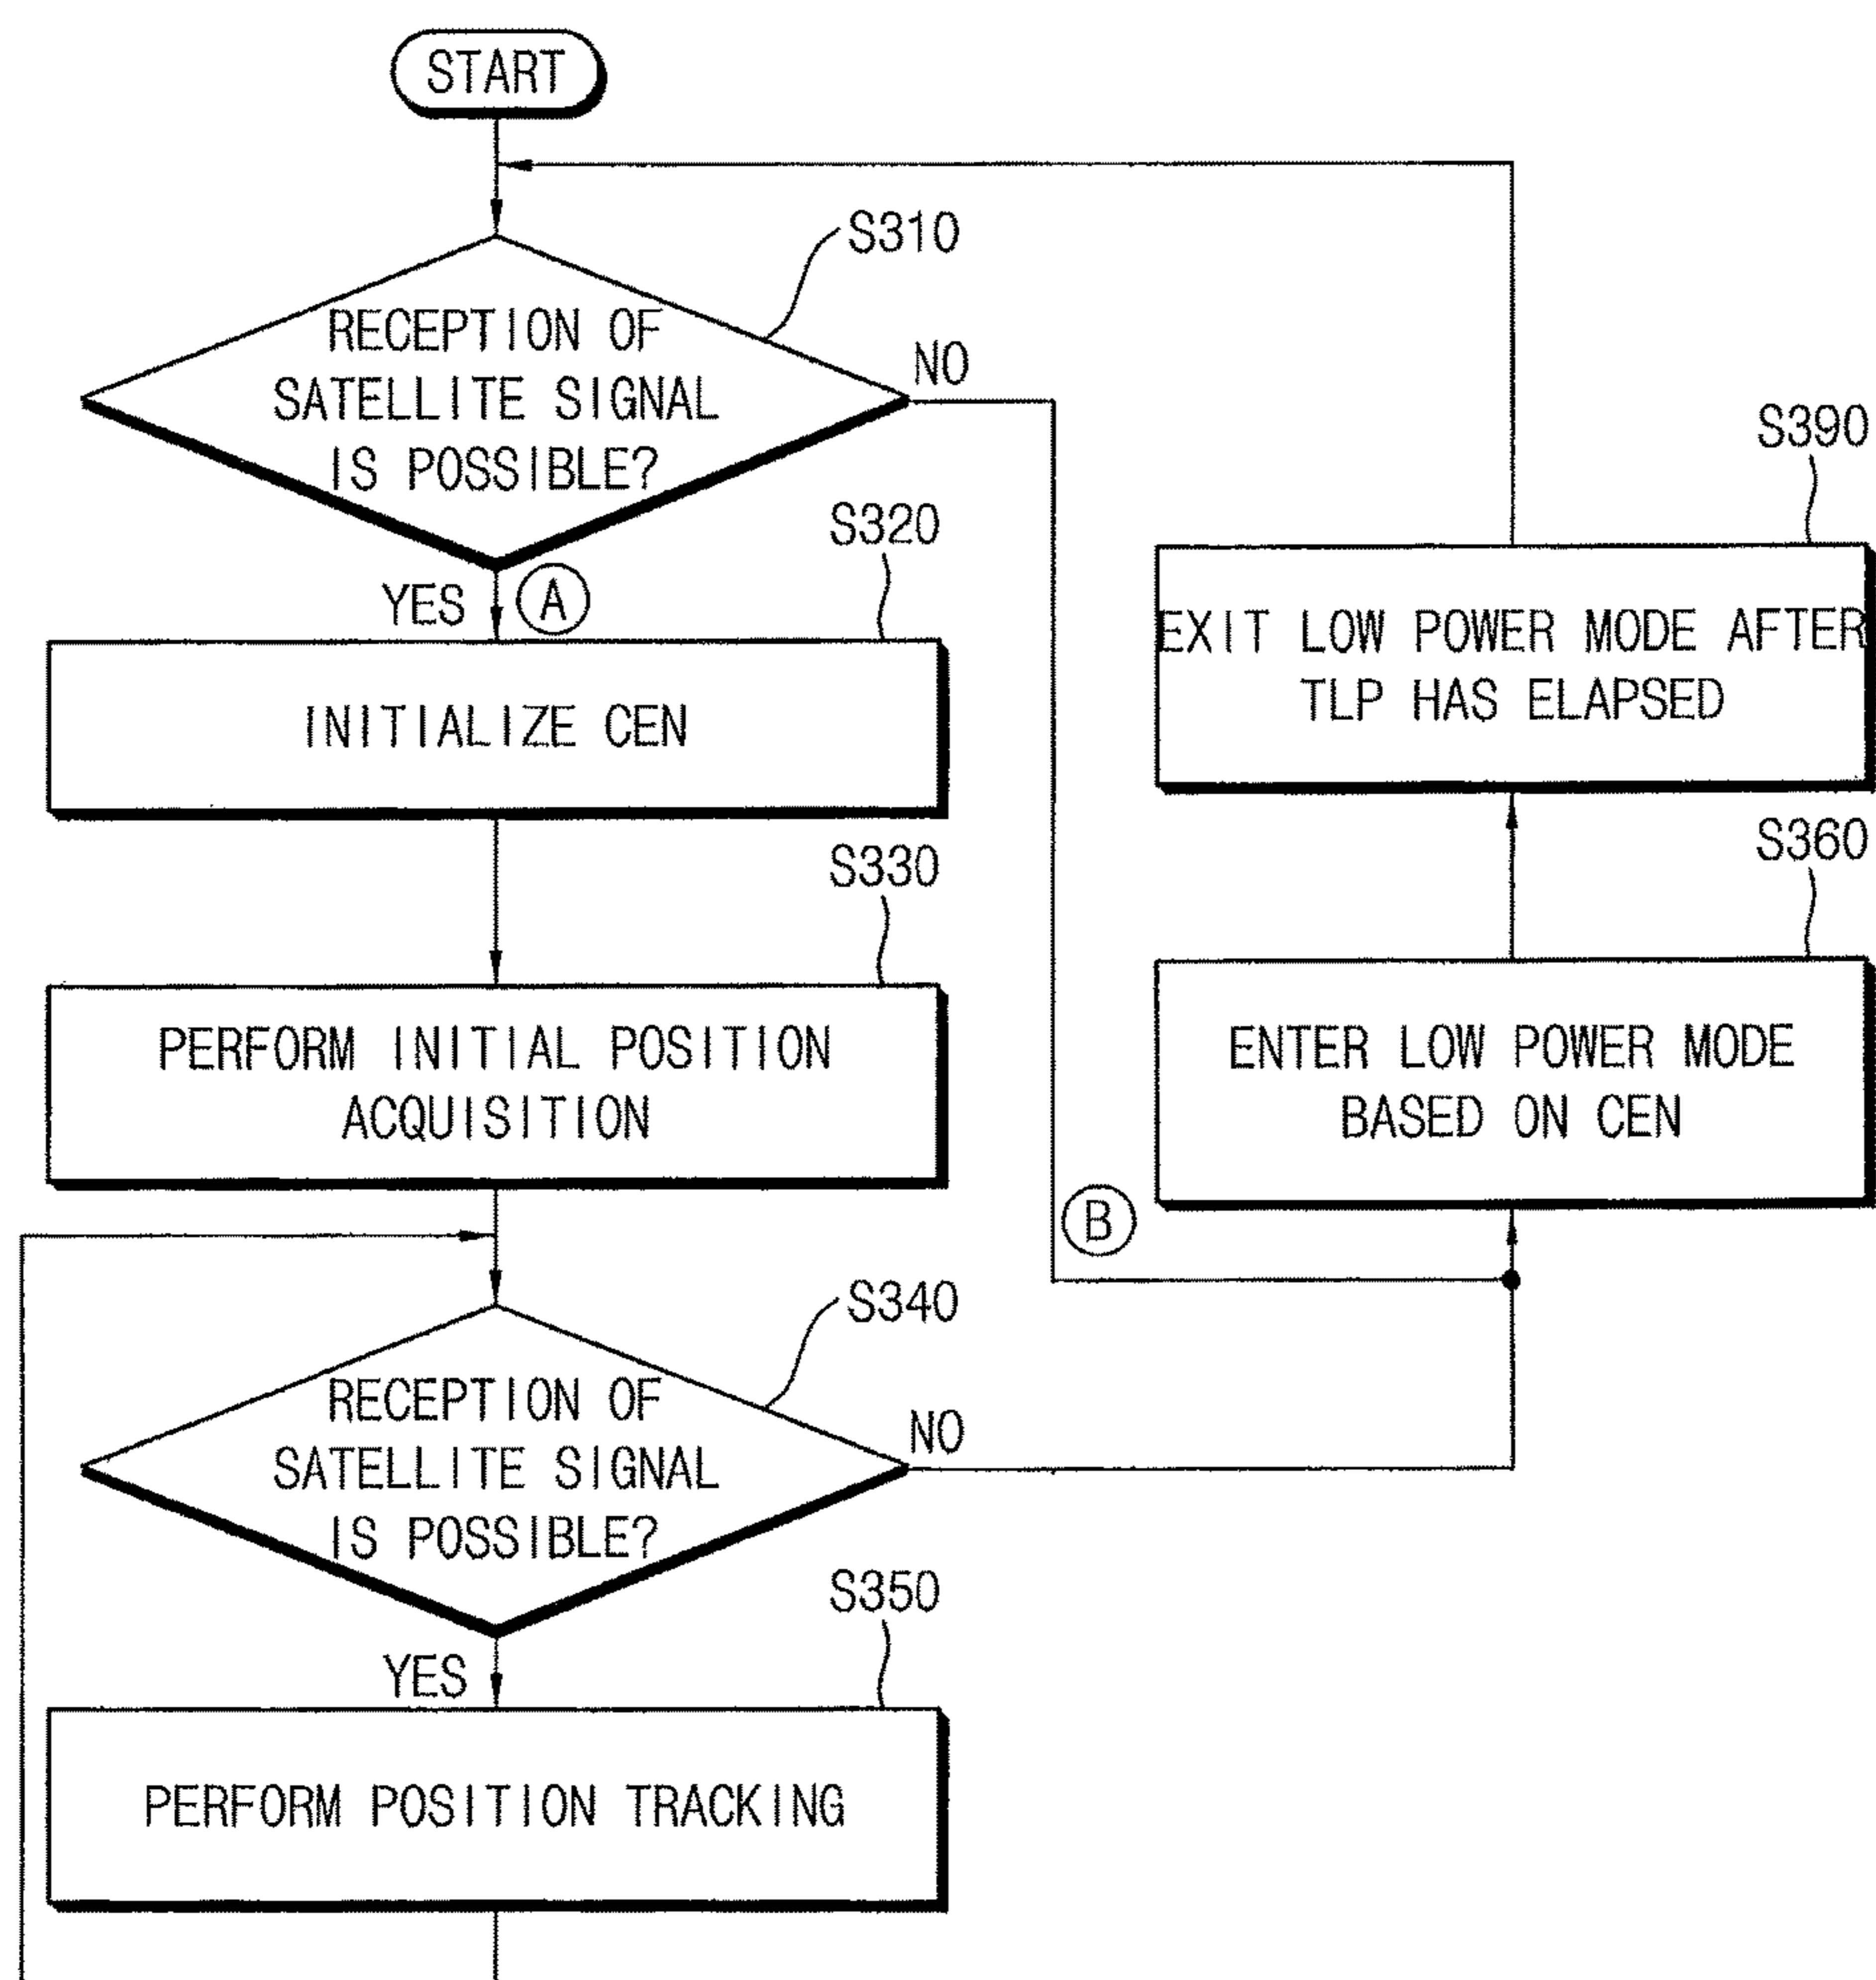 START
S310
RECEPTION OF
SATELLITE SIGNAL
IS POSSIBLE?
NO
YES
A
S320
INITIALIZE CEN
S330
PERFORM INITIAL POSITION
ACQUISITION
S340
RECEPTION OF
SATELLITE SIGNAL
IS POSSIBLE?
NO
YES
S350
PERFORM POSITION TRACKING
B
S360
ENTER LOW POWER MODE
BASED ON CEN
S390
EXIT LOW POWER MODE AFTER
TLP HAS ELAPSED